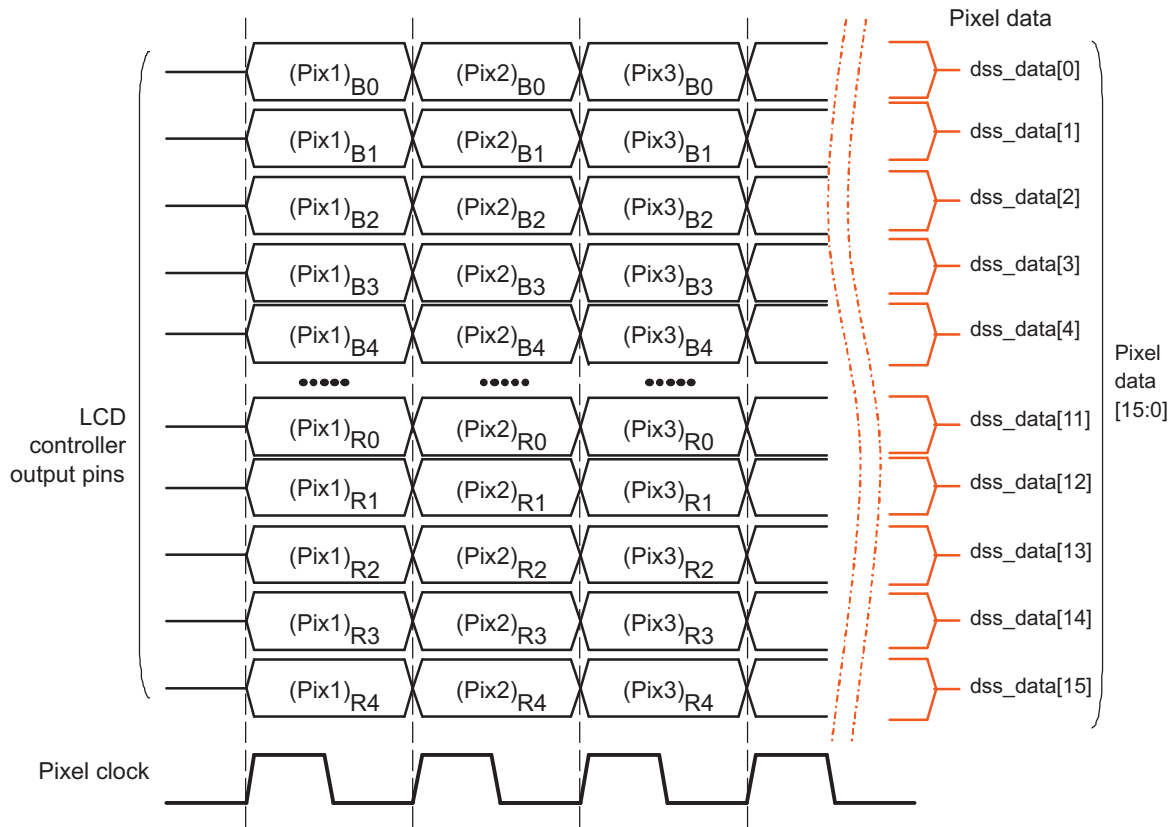 Pixel data
(Pix1)B0 (Pix2)B0 (Pix3)B0 dss_data[0]
(Pix1)B1 (Pix2)B1 (Pix3)B1 dss_data[1]
(Pix1)B2 (Pix2)B2 (Pix3)B2 dss_data[2]
(Pix1)B3 (Pix2)B3 (Pix3)B3 dss_data[3]
(Pix1)B4 (Pix2)B4 (Pix3)B4 dss_data[4]
Pixel
data
[15:0]
LCD
controller
output pins
(Pix1)R0 (Pix2)R0 (Pix3)R0 dss_data[11]
(Pix1)R1 (Pix2)R1 (Pix3)R1 dss_data[12]
(Pix1)R2 (Pix2)R2 (Pix3)R2 dss_data[13]
(Pix1)R3 (Pix2)R3 (Pix3)R3 dss_data[14]
(Pix1)R4 (Pix2)R4 (Pix3)R4 dss_data[15]
Pixel clock